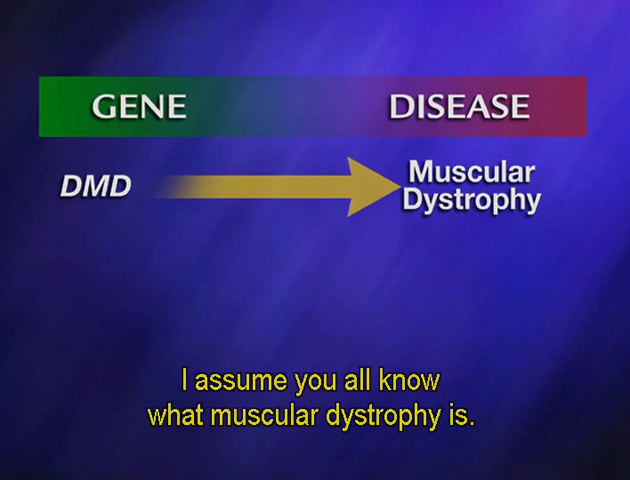 GENE DISEASE
DMD Muscular
Dystrophy
I assume you all know
what muscular dystrophy is.